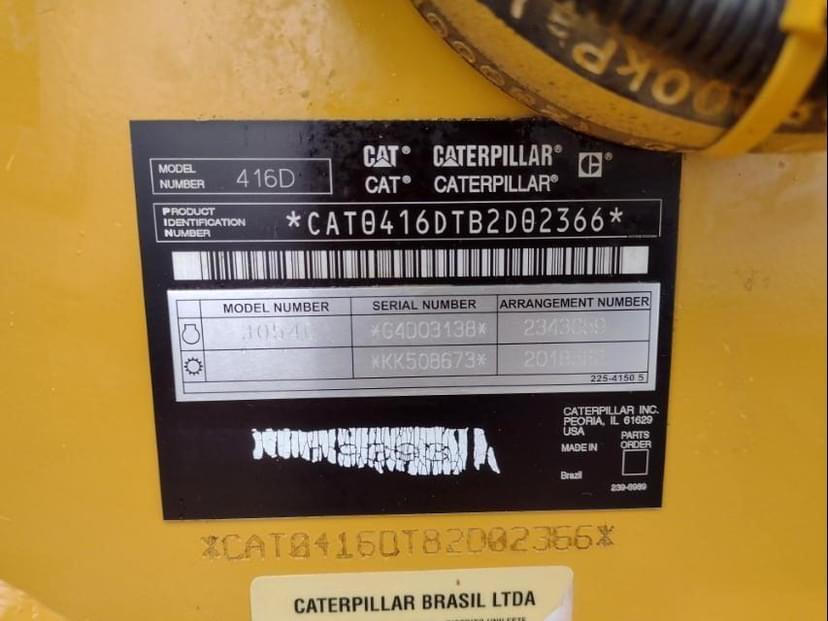 00kPa
MODEL NUMBER 416D
CAT® CATERPILLAR®
CAT® CATERPILLAR®
PRODUCT IDENTIFICATION NUMBER *CAT0416DTB2D02366*
MODEL NUMBER SERIAL NUMBER ARRANGEMENT NUMBER
*G4D03138*
*KK508673*
225-4150 5
CATERPILLAR INC.
PEORIA, IL 61629
USA
PARTS ORDER
MADE IN
Brazil
239-8989
*CAT0416DTB2D02366*
CATERPILLAR BRASIL LTDA